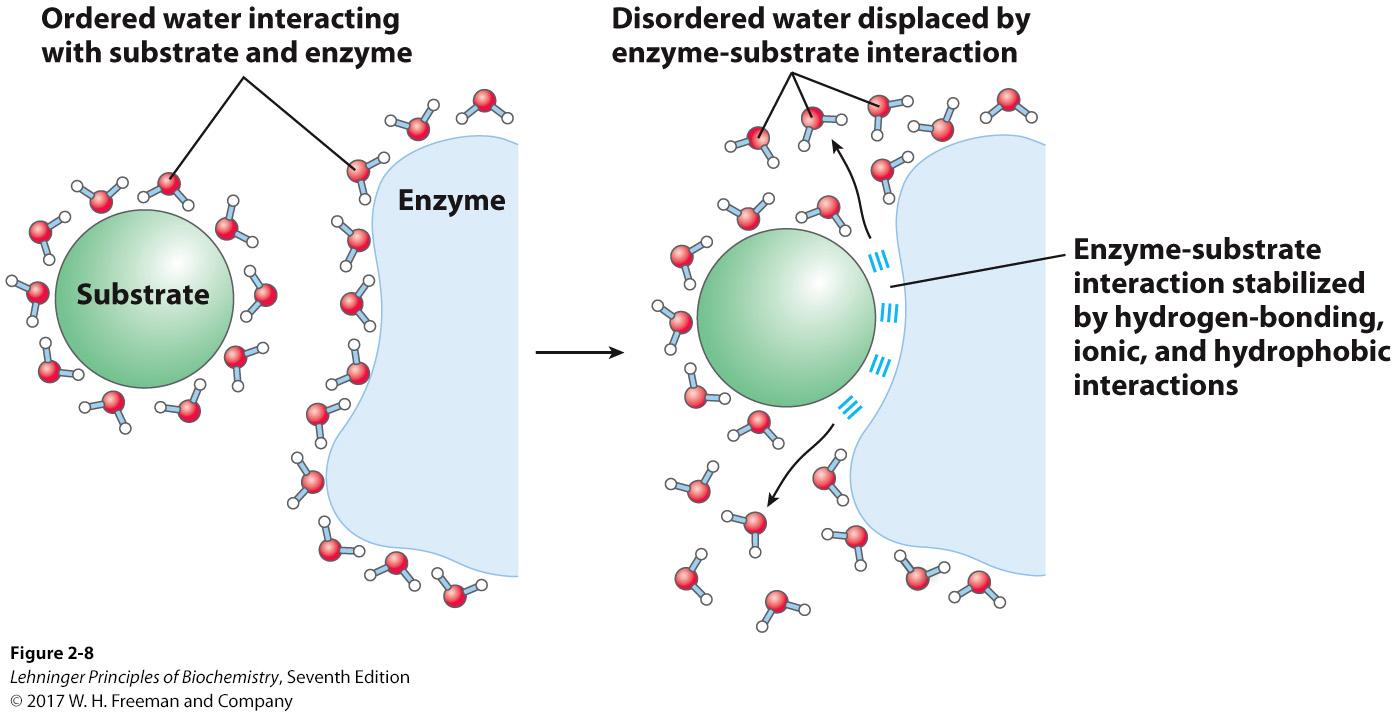 Ordered water interacting
with substrate and enzyme
Disordered water displaced by
enzyme-substrate interaction
Enzyme
Substrate
Enzyme-substrate
interaction stabilized
by hydrogen-bonding,
ionic, and hydrophobic
interactions
Figure 2-8
Lehninger Principles of Biochemistry, Seventh Edition
© 2017 W. H. Freeman and Company